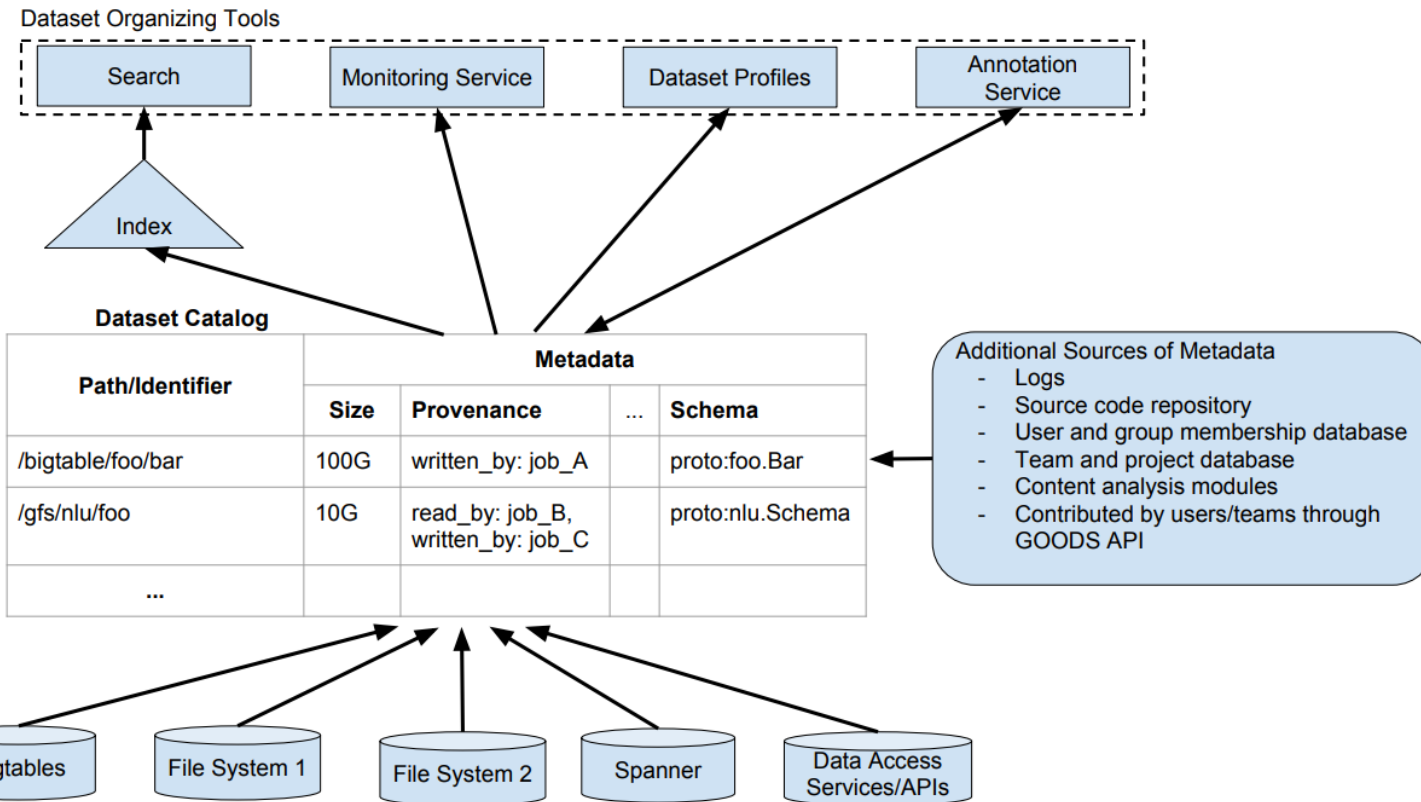 Dataset Organizing Tools
Search
Monitoring Service
Dataset Profiles
Annotation
Service
Index
Dataset Catalog
Path/Identifier
Metadata
Size
Provenance
...
Schema
/bigtable/foo/bar
100G
written_by: job_A
proto:foo.Bar
/gfs/nlu/foo
10G
read_by: job_B,
written_by: job_C
proto:nlu.Schema
...
Additional Sources of Metadata
- Logs
- Source code repository
- User and group membership database
- Team and project database
- Content analysis modules
- Contributed by users/teams through
GOODS API
gtables
File System 1
File System 2
Spanner
Data Access
Services/APIs